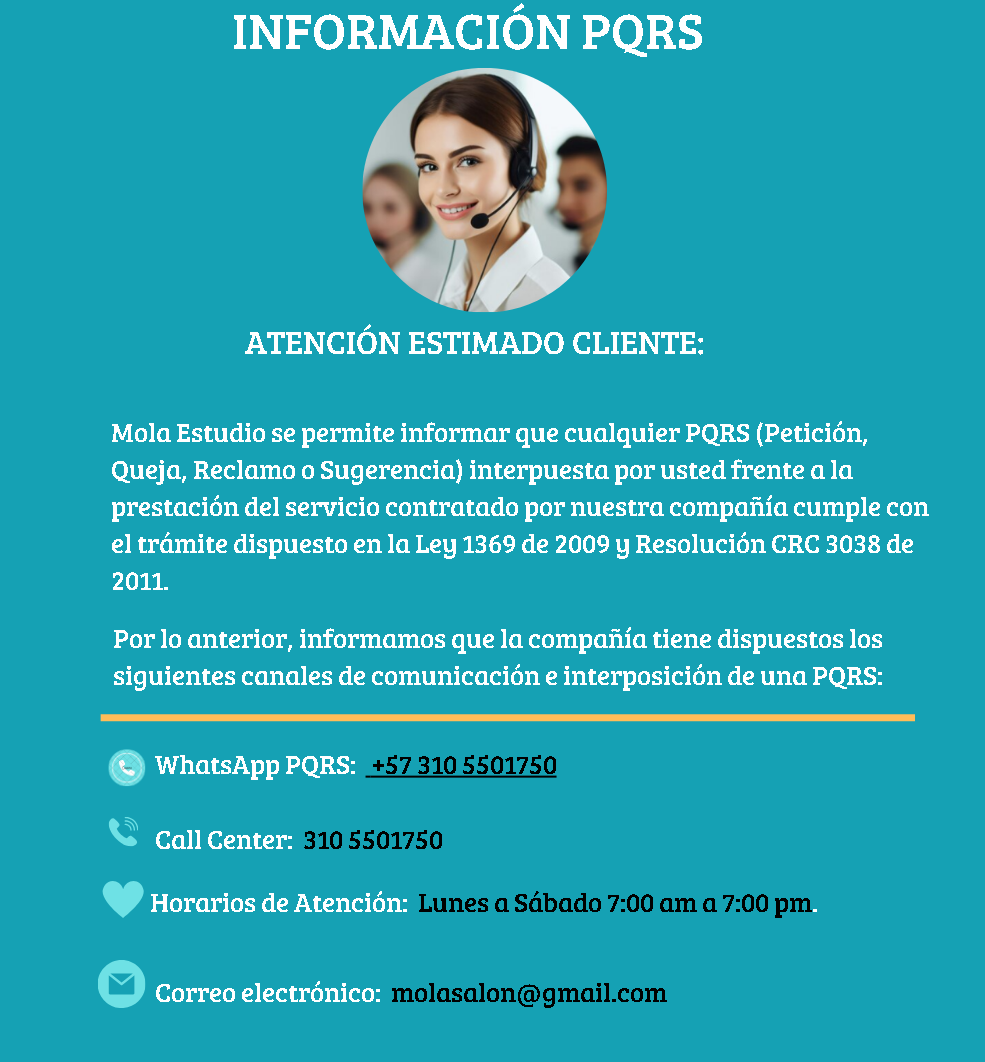 INFORMACIÓN PQRS
ATENCIÓN ESTIMADO CLIENTE:
Mola Estudio se permite informar que cualquier PQRS (Petición,
Queja, Reclamo o Sugerencia) interpuesta por usted frente a la
prestación del servicio contratado por nuestra compañía cumple con
el trámite dispuesto en la Ley 1369 de 2009 y Resolución CRC 3038 de
2011.
Por lo anterior, informamos que la compañía tiene dispuestos los
siguientes canales de comunicación e interposición de una PQRS:
WhatsApp PQRS: +57 310 5501750
Call Center: 310 5501750
Horarios de Atención: Lunes a Sábado 7:00 am a 7:00 pm.
Correo electrónico: molasalon@gmail.com